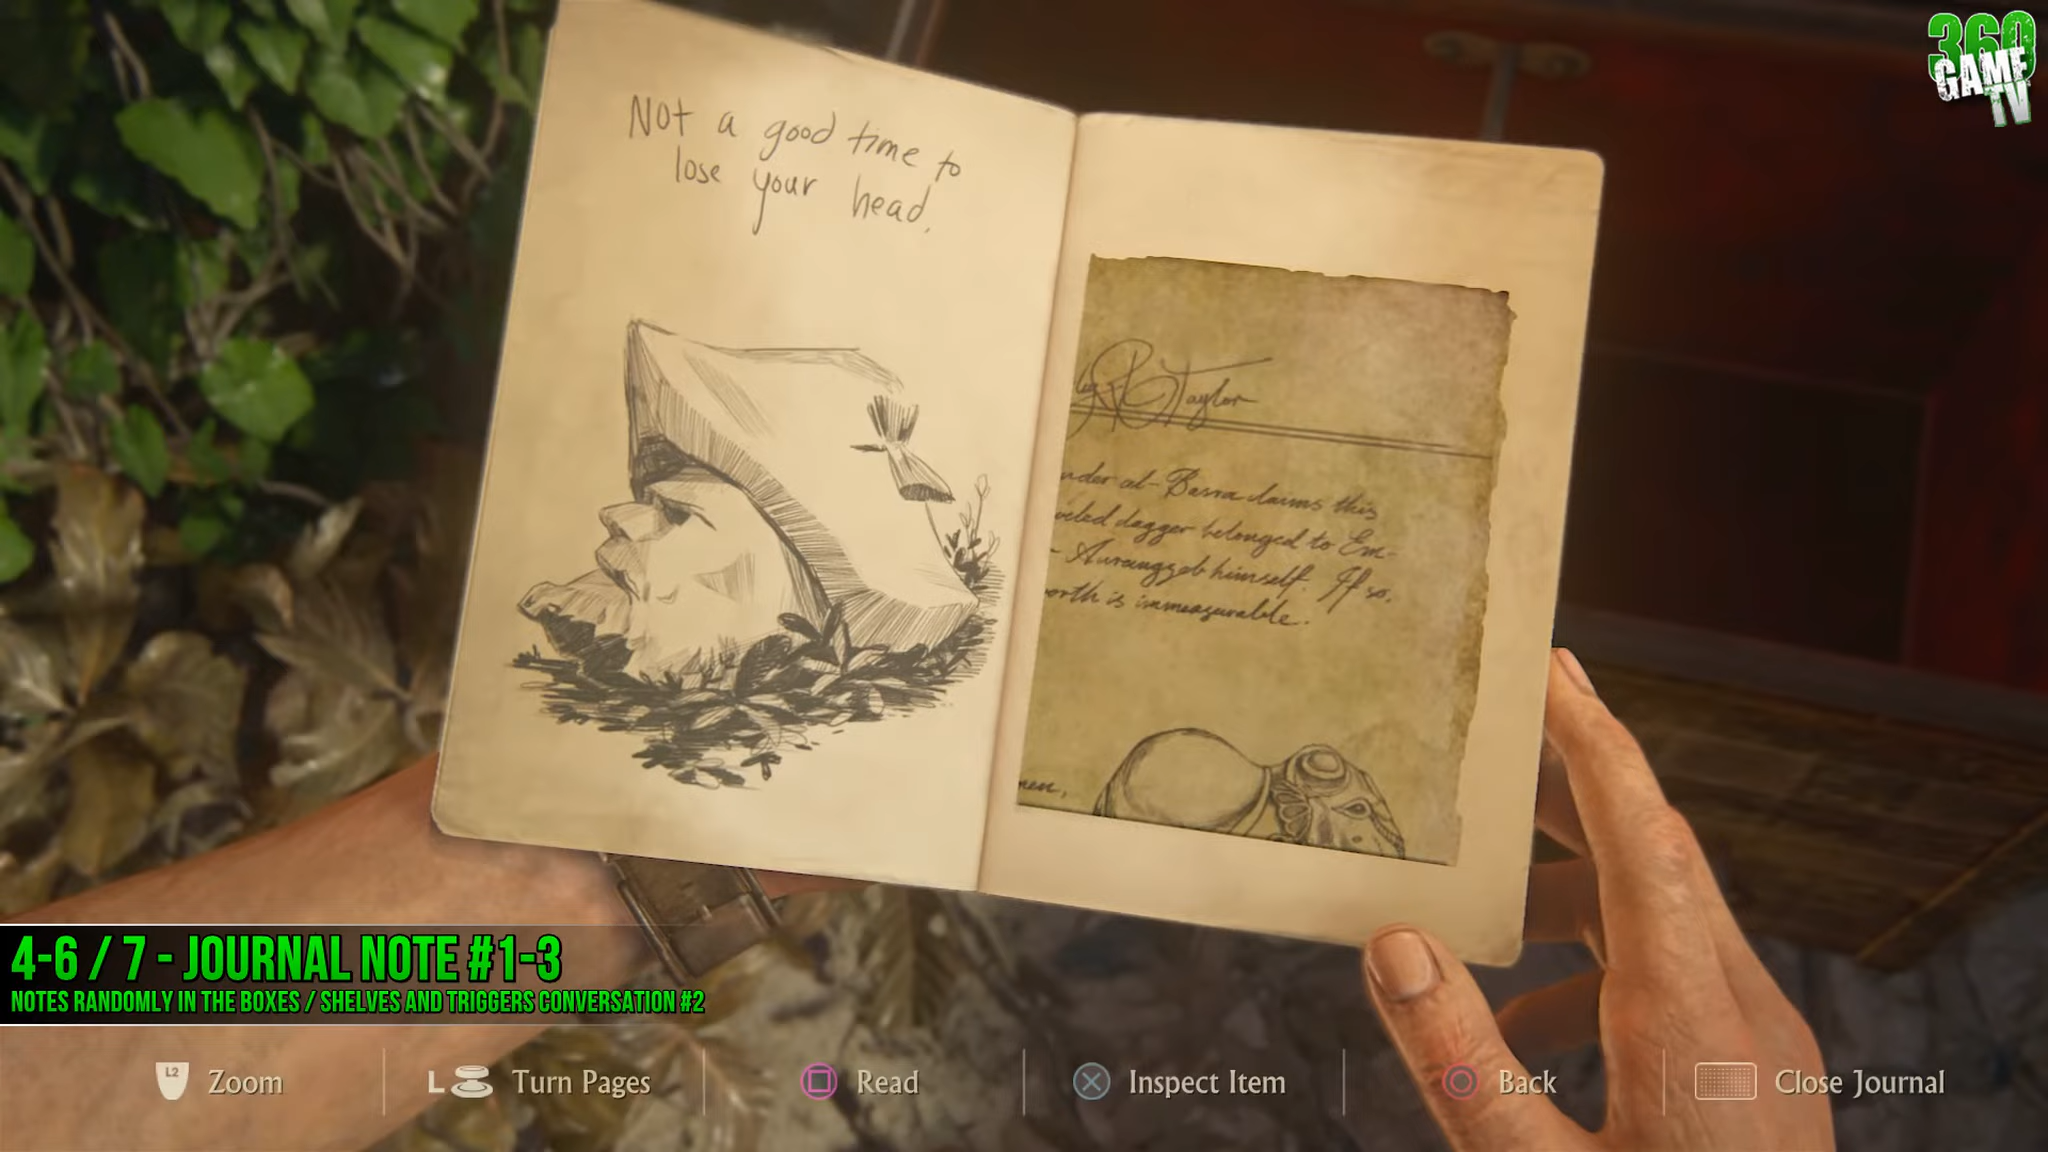 360
GAME
TV
Not a good time to
lose your head.
Taylor
al-Basra claims this
dagger belonged to Em-
- Aurangzeb himself. If so,
is immeasurable.
4-6 / 7 - JOURNAL NOTE #1-3
NOTES RANDOMLY IN THE BOXES / SHELVES AND TRIGGERS CONVERSATION #2
L2 Zoom
L Turn Pages
Read
Inspect Item
Back
Close Journal